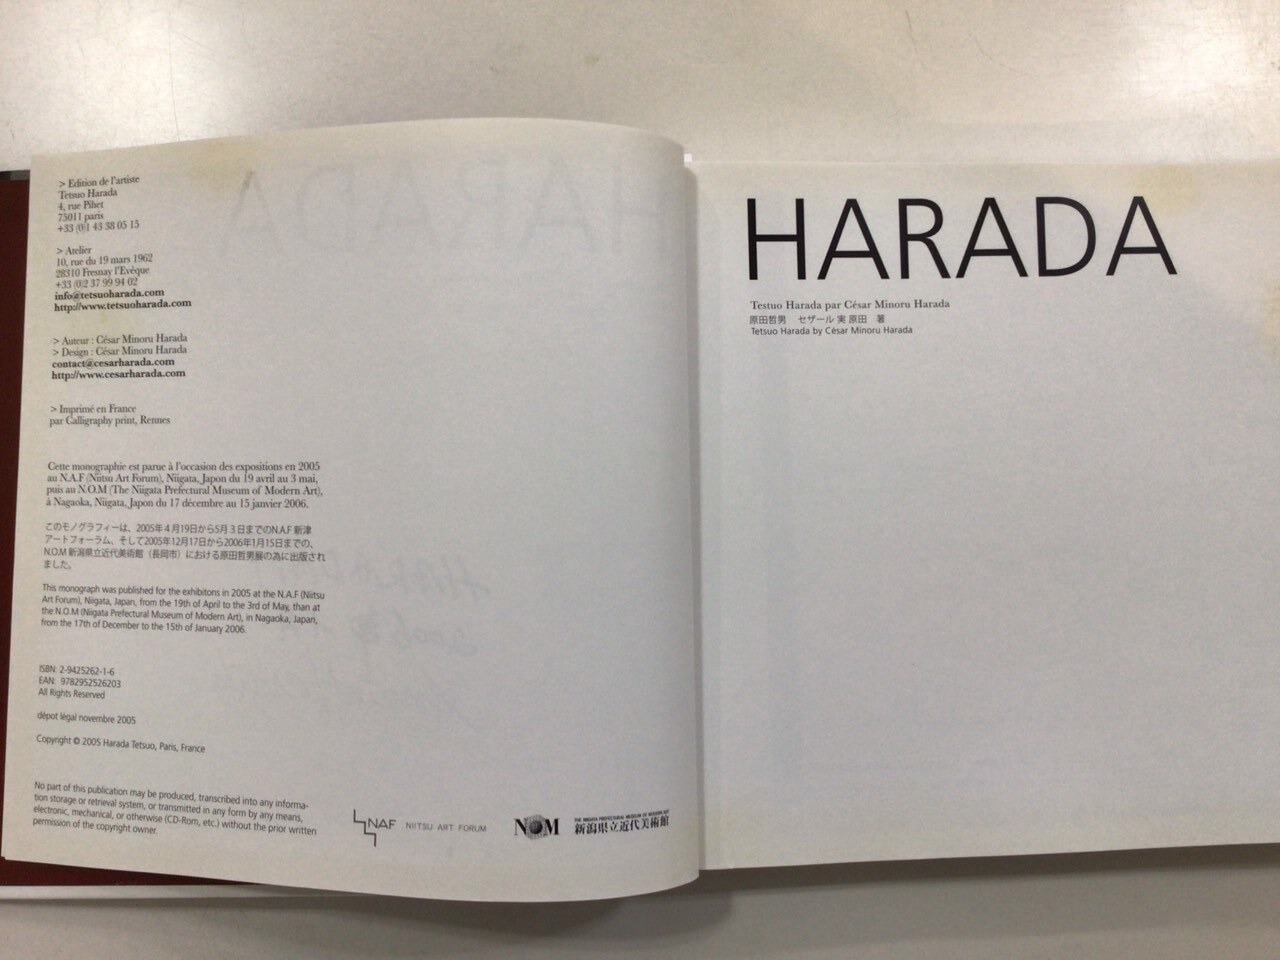 > Edition de l'artiste
Tetsuo Harada
4, rue Pihet
75011 paris
+33 (0)1 43 38 05 15
> Atelier
10, rue du 19 mars 1962
28310 Fresnay l'Evêque
+33 (0)2 37 99 94 02
info@tetsuoharada.com
http://www.tetsuoharada.com
> Auteur : César Minoru Harada
> Design : César Minoru Harada
contact@cesarharada.com
http://www.cesarharada.com
> Imprimé en France
par Calligraphy print, Rennes
Cette monographie est parue à l'occasion des expositions en 2005
au N.A.F (Niitsu Art Forum), Niigata, Japon du 19 avril au 3 mai,
puis au N.O.M (The Niigata Prefectural Museum of Modern Art),
à Nagaoka, Niigata, Japon du 17 décembre au 15 janvier 2006.
このモノグラフィーは、2005年4月19日から5月3日までのN.A.F 新津
アートフォーラム、そして2005年12月17日から2006年1月15日までの、
N.O.M 新潟県立近代美術館（長岡市）における原田哲男展の為に出版され
ました。
This monograph was published for the exhibitons in 2005 at the N.A.F (Niitsu
Art Forum), Niigata, Japan, from the 19th of April to the 3rd of May, than at
the N.O.M (Niigata Prefectural Museum of Modern Art), in Nagaoka, Japan,
from the 17th of December to the 15th of January 2006.
ISBN: 2-9425262-1-6
EAN: 9782952526203
All Rights Reserved
dépot légal novembre 2005
Copyright © 2005 Harada Tetsuo, Paris, France
No part of this publication may be produced, transcribed into any informa-
tion storage or retrieval system, or transmitted in any form by any means,
electronic, mechanical, or otherwise (CD-Rom, etc.) without the prior written
permission of the copyright owner.
NAF NIITSU ART FORUM
NOM THE NIIGATA PREFECTURAL MUSEUM OF MODERN ART
新潟県立近代美術館
HARADA
Testuo Harada par César Minoru Harada
原田哲男 セザール 実 原田 著
Tetsuo Harada by César Minoru Harada